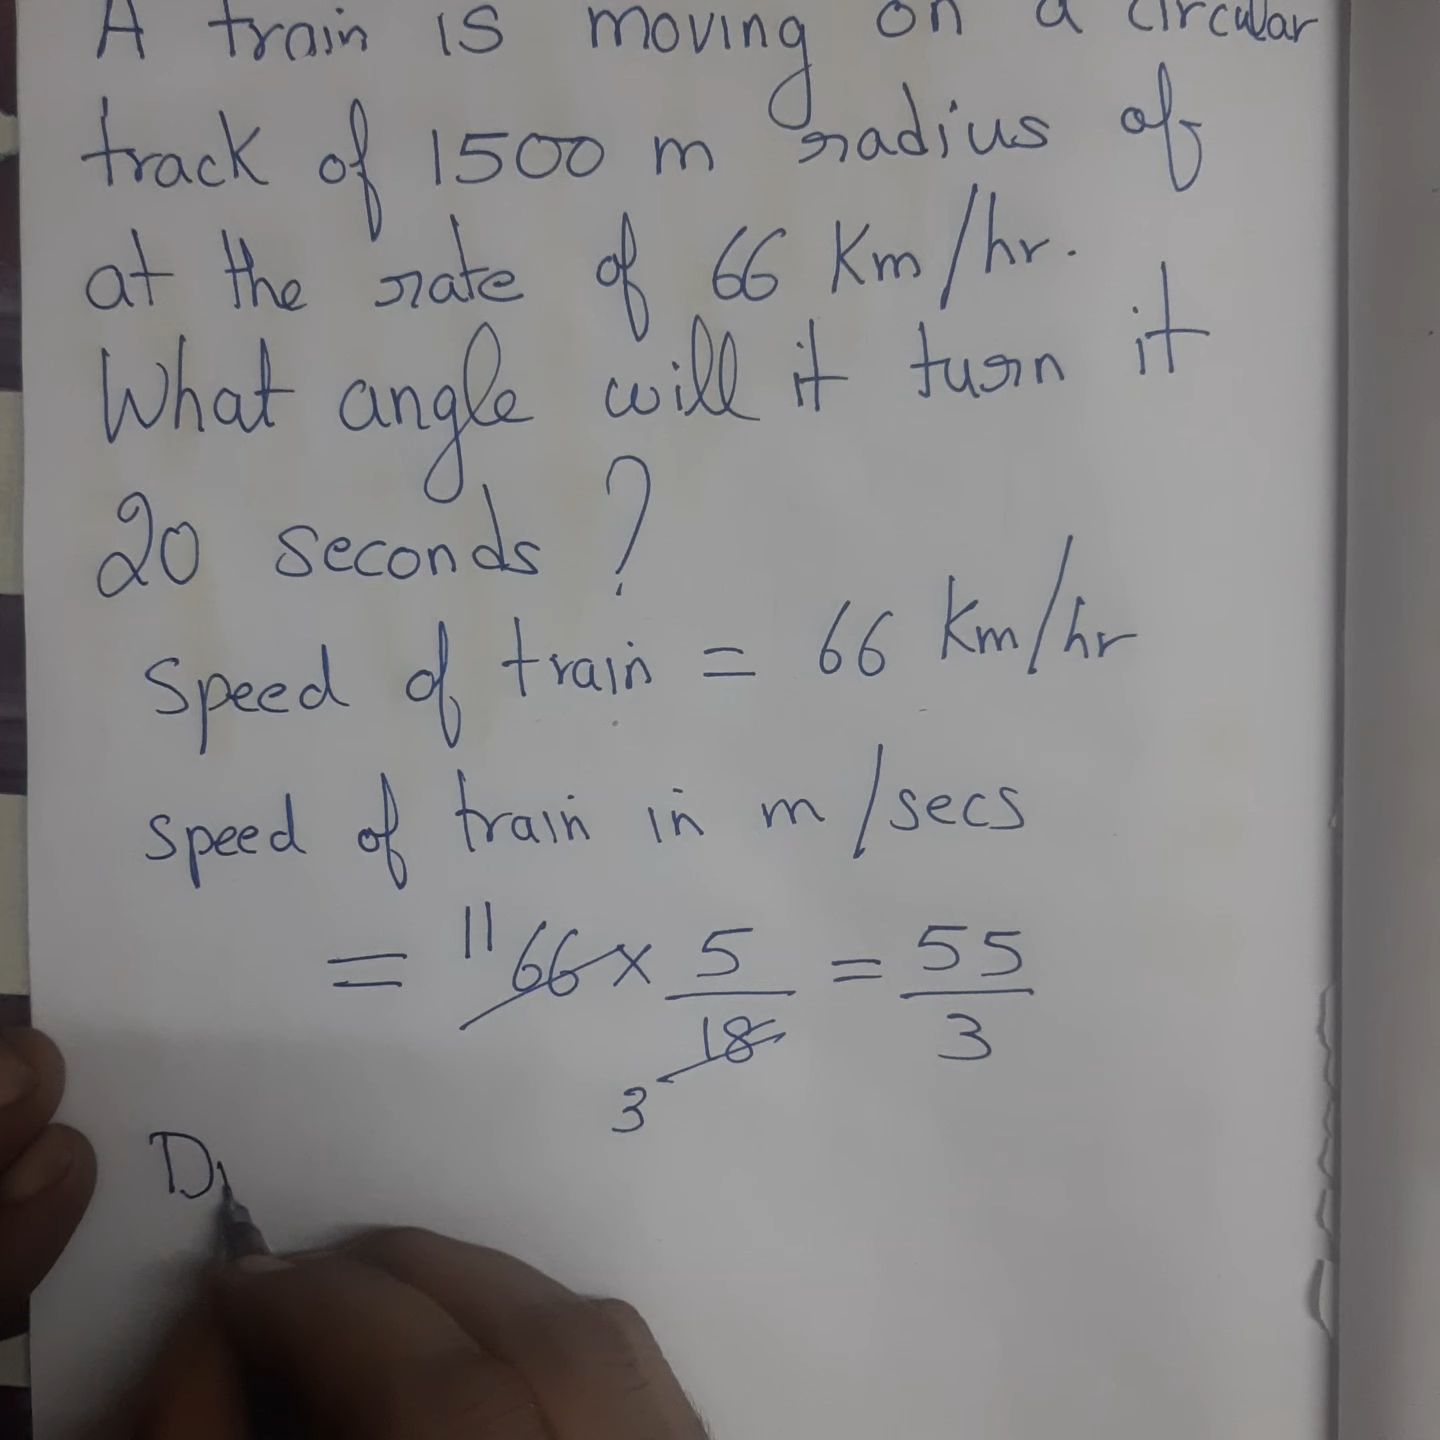 A train is moving on a circular
track of 1500 m radius of
at the rate of 66 Km/hr.
What angle will it turn it
20 seconds ?
Speed of train = 66 Km/hr
speed of train in m/secs
= 11 66 × 5/18 = 55/3
3
Di